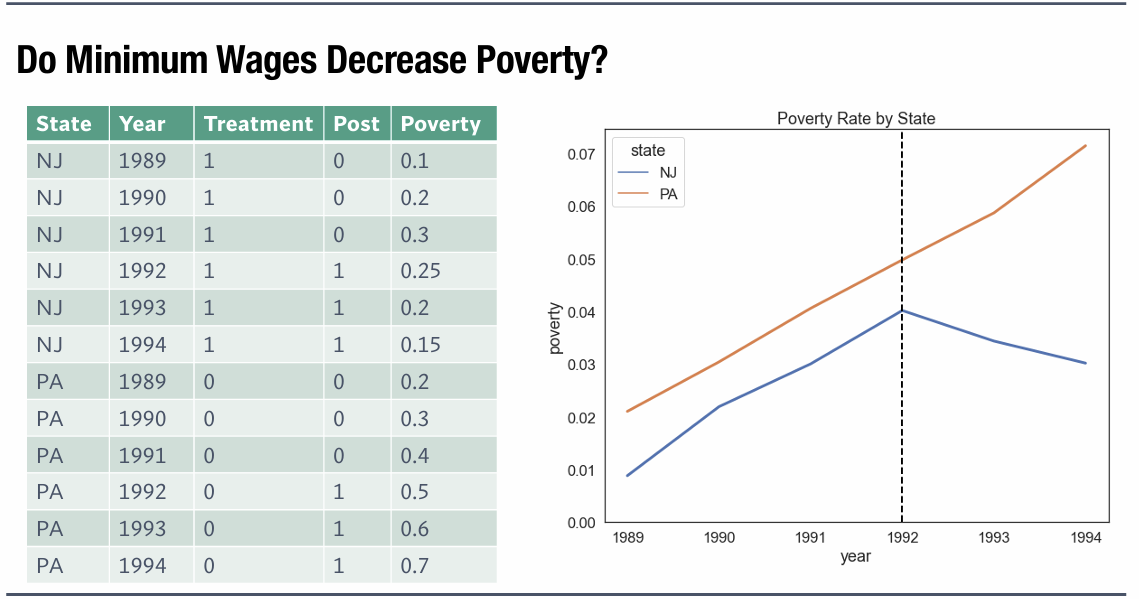 Do Minimum Wages Decrease Poverty?
State Year Treatment Post Poverty
NJ 1989 1 0 0.1
NJ 1990 1 0 0.2
NJ 1991 1 0 0.3
NJ 1992 1 1 0.25
NJ 1993 1 1 0.2
NJ 1994 1 1 0.15
PA 1989 0 0 0.2
PA 1990 0 0 0.3
PA 1991 0 0 0.4
PA 1992 0 1 0.5
PA 1993 0 1 0.6
PA 1994 0 1 0.7
Poverty Rate by State
state
NJ
PA
0.07
0.06
0.05
0.04
0.03
0.02
0.01
0.00
poverty
1989 1990 1991 1992 1993 1994
year